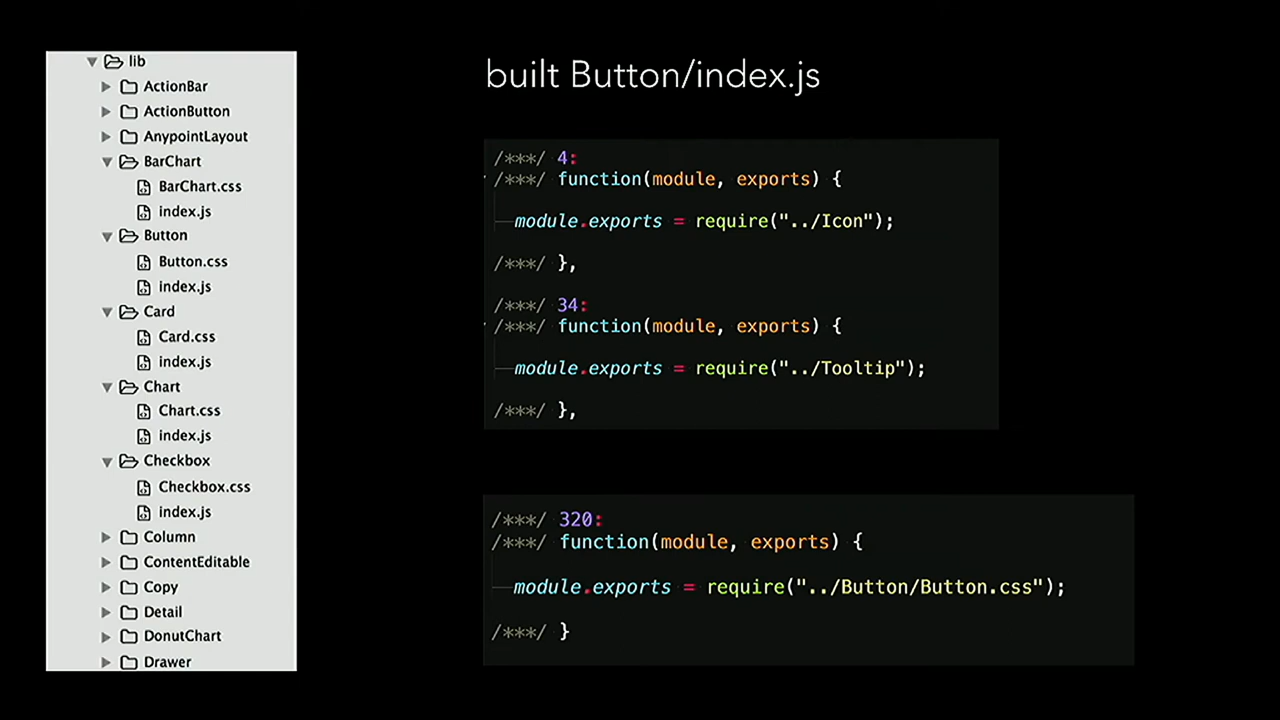 lib
ActionBar
ActionButton
AnypointLayout
BarChart
BarChart.css
index.js
Button
Button.css
index.js
Card
Card.css
index.js
Chart
Chart.css
index.js
Checkbox
Checkbox.css
index.js
Column
ContentEditable
Copy
Detail
DonutChart
Drawer
built Button/index.js
/***/ 4:
/***/ function(module, exports) {
module.exports = require("../Icon");
/***/ },
/***/ 34:
/***/ function(module, exports) {
module.exports = require("../Tooltip");
/***/ },
/***/ 320:
/***/ function(module, exports) {
module.exports = require("../Button/Button.css");
/***/ }